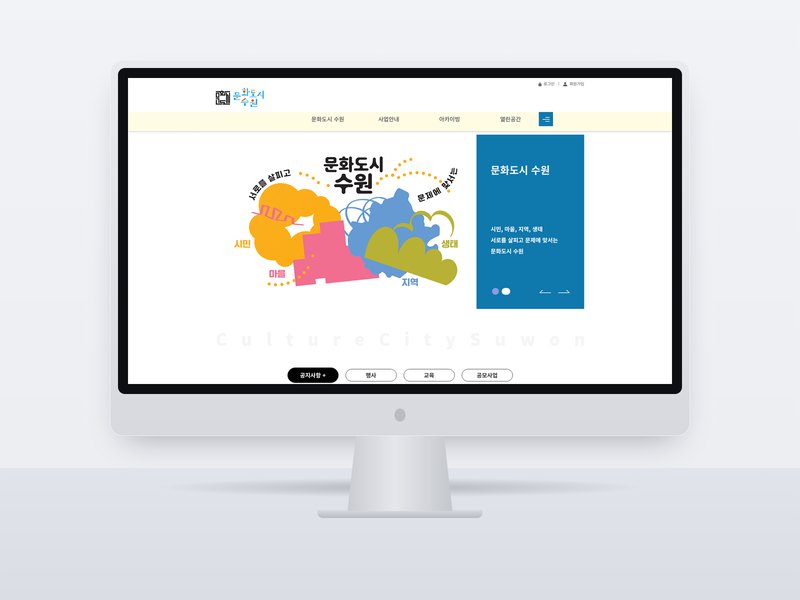 로그인 / 회원가입
문화도시
수원
문화도시 수원 사업안내 아카이빙 열린공간
서로를 살피고
문화도시
수원
문제에 맞서는
시민
마을
지역
생태
문화도시 수원
시민, 마을, 지역, 생태
서로를 살피고 문제에 맞서는
문화도시 수원
CultureCitySuwon
공지사항 + 행사 교육 공모사업